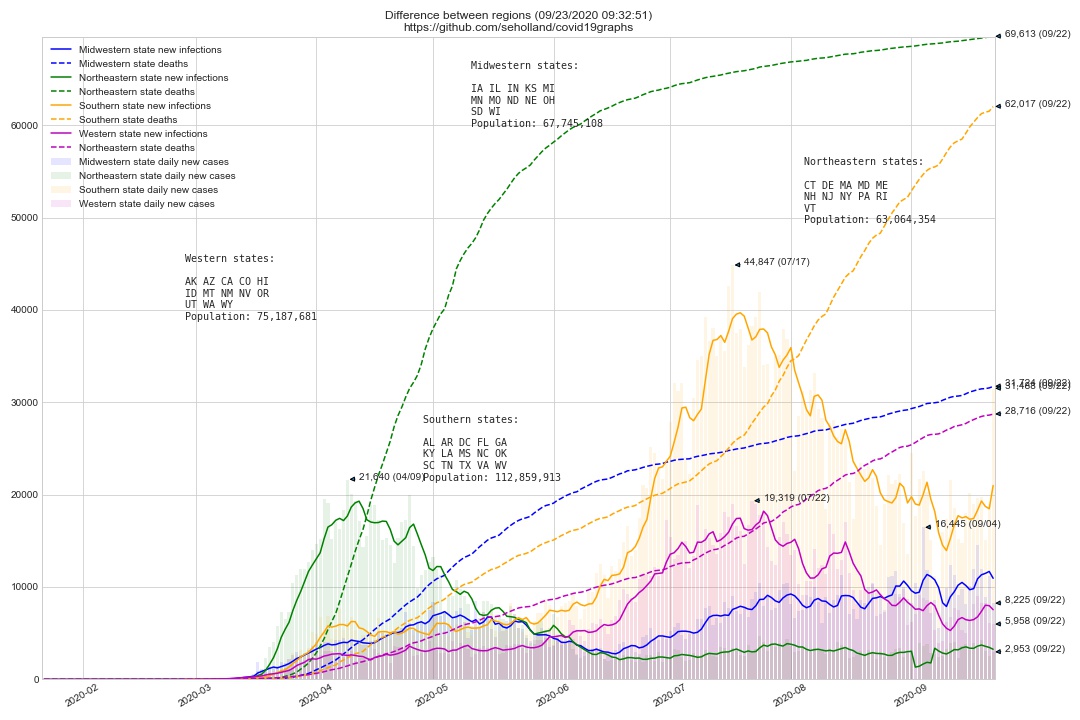 Difference between regions (09/23/2020 09:32:51)
https://github.com/seholland/covid19graphs
Midwestern state new infections
Midwestern state deaths
Northeastern state new infections
Northeastern state deaths
Southern state new infections
Southern state deaths
Western state new infections
Northeastern state deaths
Midwestern state daily new cases
Northeastern state daily new cases
Southern state daily new cases
Western state daily new cases
Midwestern states:
IA IL IN KS MI
MN MO ND NE OH
SD WI
Population: 67,745,108
Northeastern states:
CT DE MA MD ME
NH NJ NY PA RI
VT
Population: 63,064,354
Western states:
AK AZ CA CO HI
ID MT NM NV OR
UT WA WY
Population: 75,187,681
Southern states:
AL AR DC FL GA
KY LA MS NC OK
SC TN TX VA WV
Population: 112,859,913
69,613 (09/22)
62,017 (09/22)
44,847 (07/17)
31,724 (09/22)
28,716 (09/22)
21,640 (04/09)
19,319 (07/22)
16,445 (09/04)
8,225 (09/22)
5,958 (09/22)
2,953 (09/22)
60000
50000
40000
30000
20000
10000
0
2020-02
2020-03
2020-04
2020-05
2020-06
2020-07
2020-08
2020-09